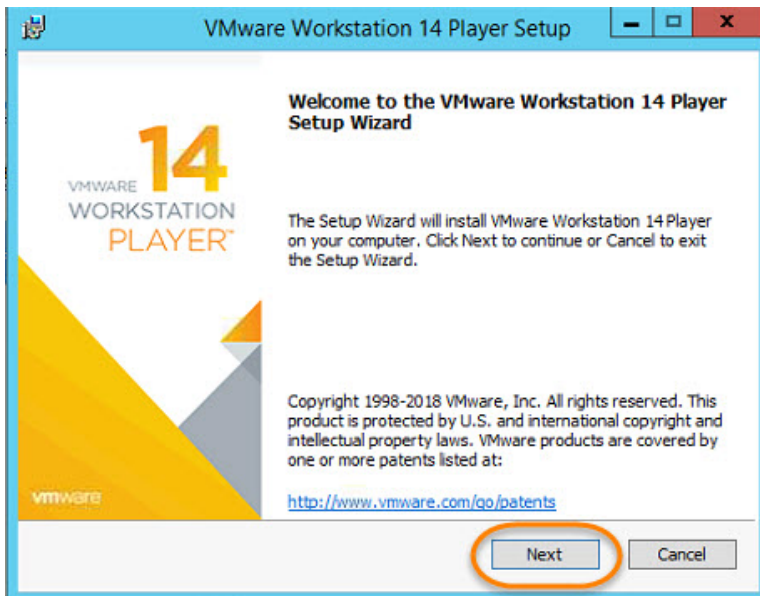 VMware Workstation 14 Player Setup
Welcome to the VMware Workstation 14 Player
Setup Wizard
14
VMWARE
WORKSTATION
PLAYER™
The Setup Wizard will install VMware Workstation 14 Player
on your computer. Click Next to continue or Cancel to exit
the Setup Wizard.
Copyright 1998-2018 VMware, Inc. All rights reserved. This
product is protected by U.S. and international copyright and
intellectual property laws. VMware products are covered by
one or more patents listed at:
http://www.vmware.com/go/patents
vmware
Next
Cancel